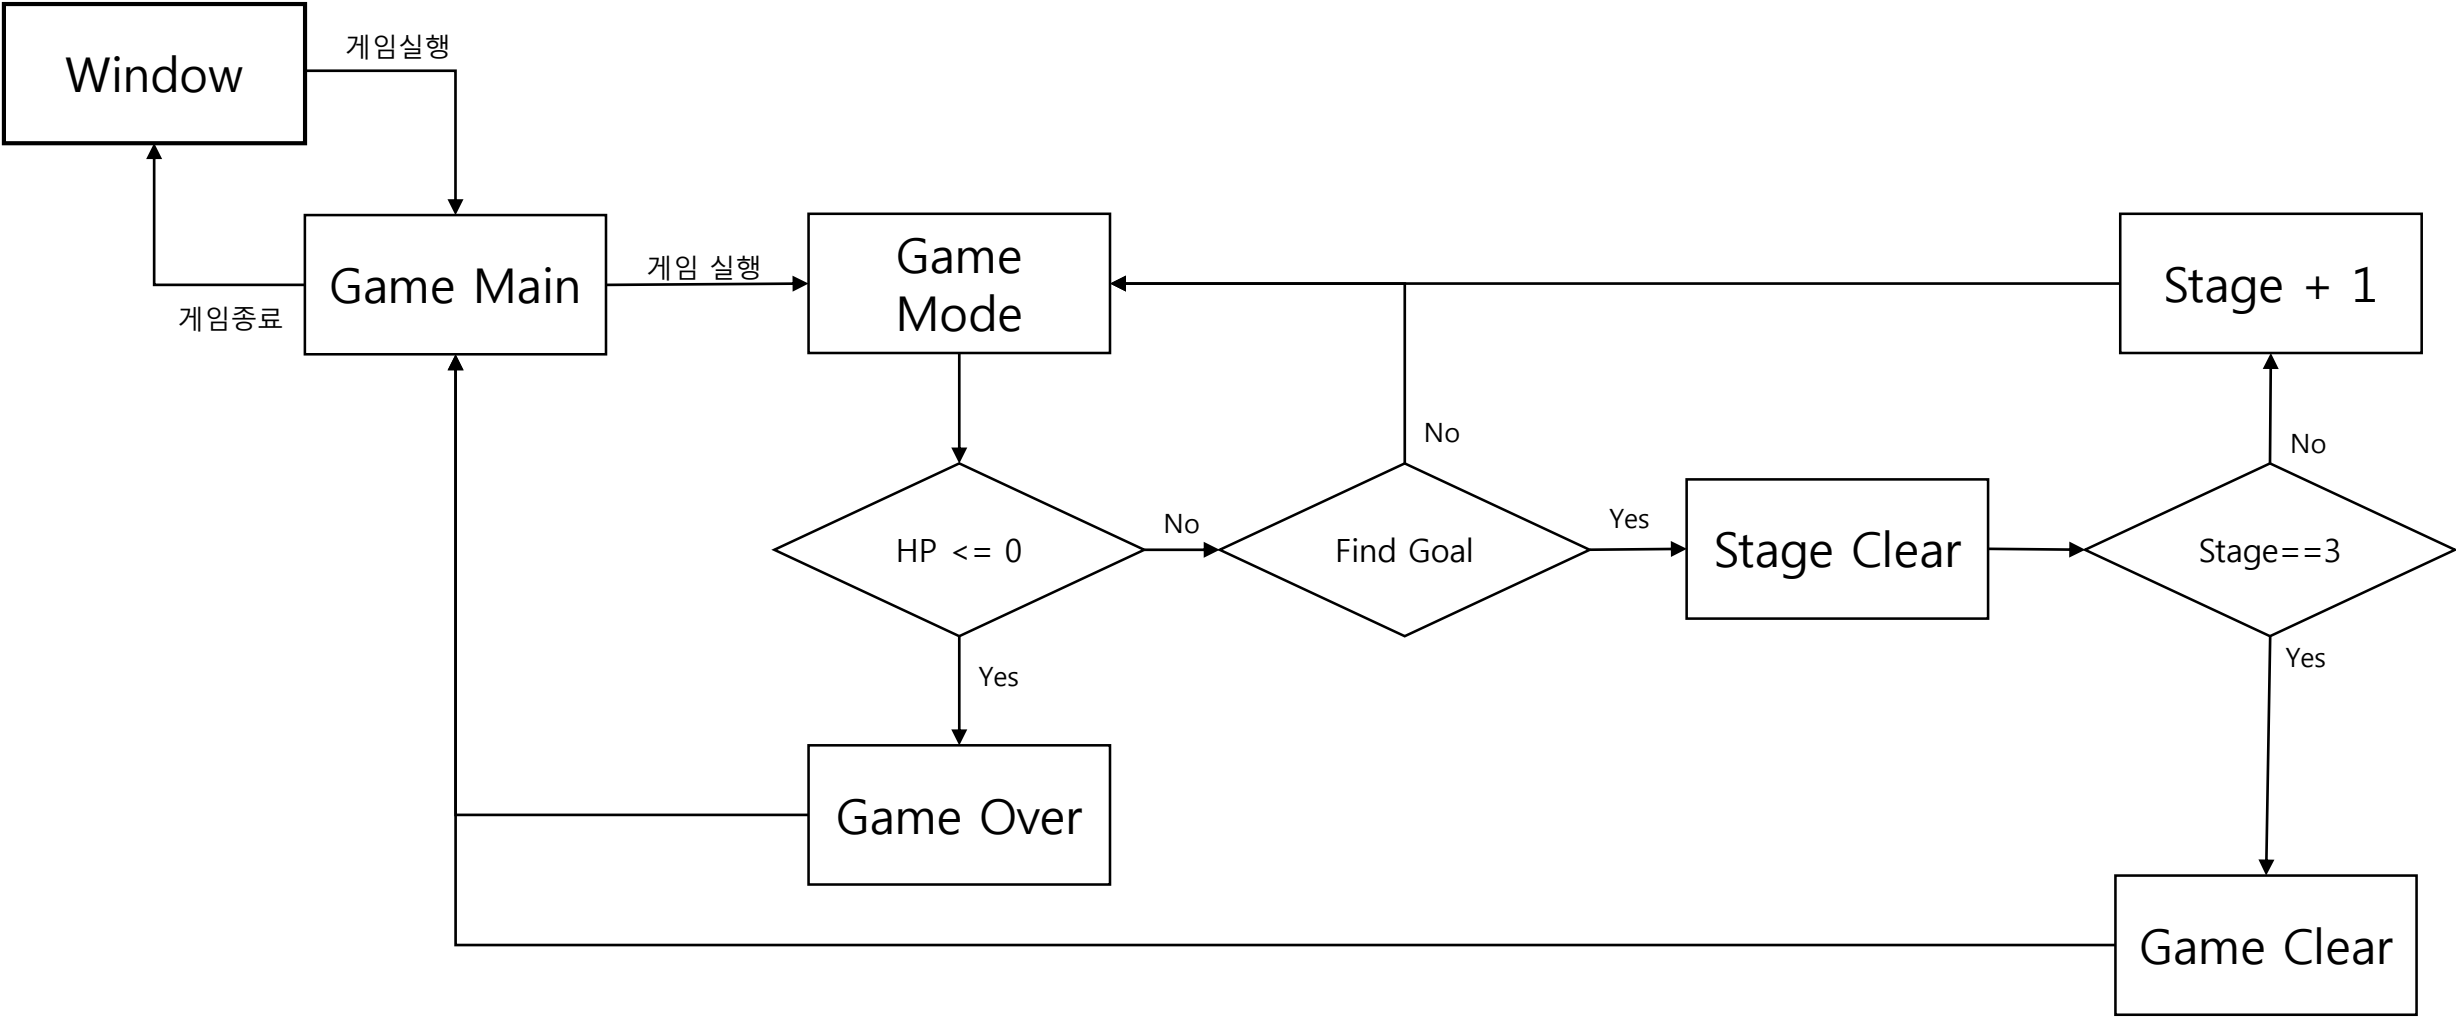 Window
게임실행
Game Main
게임종료
게임 실행
Game
Mode
Stage + 1
No
No
HP <= 0
No
Find Goal
Yes
Stage Clear
Stage==3
Yes
Yes
Game Over
Game Clear